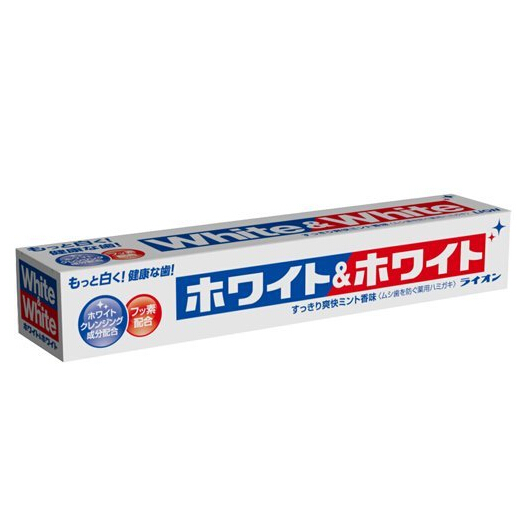 White & White
LION
もっと白く!健康な歯!
White
&
White
ホワイト&ホワイト
ホワイト
クレンジング
成分配合
フッ素
配合
ホワイト&ホワイト
すっきり爽快ミント香味〈ムシ歯を防ぐ薬用ハミガキ〉
ライオン